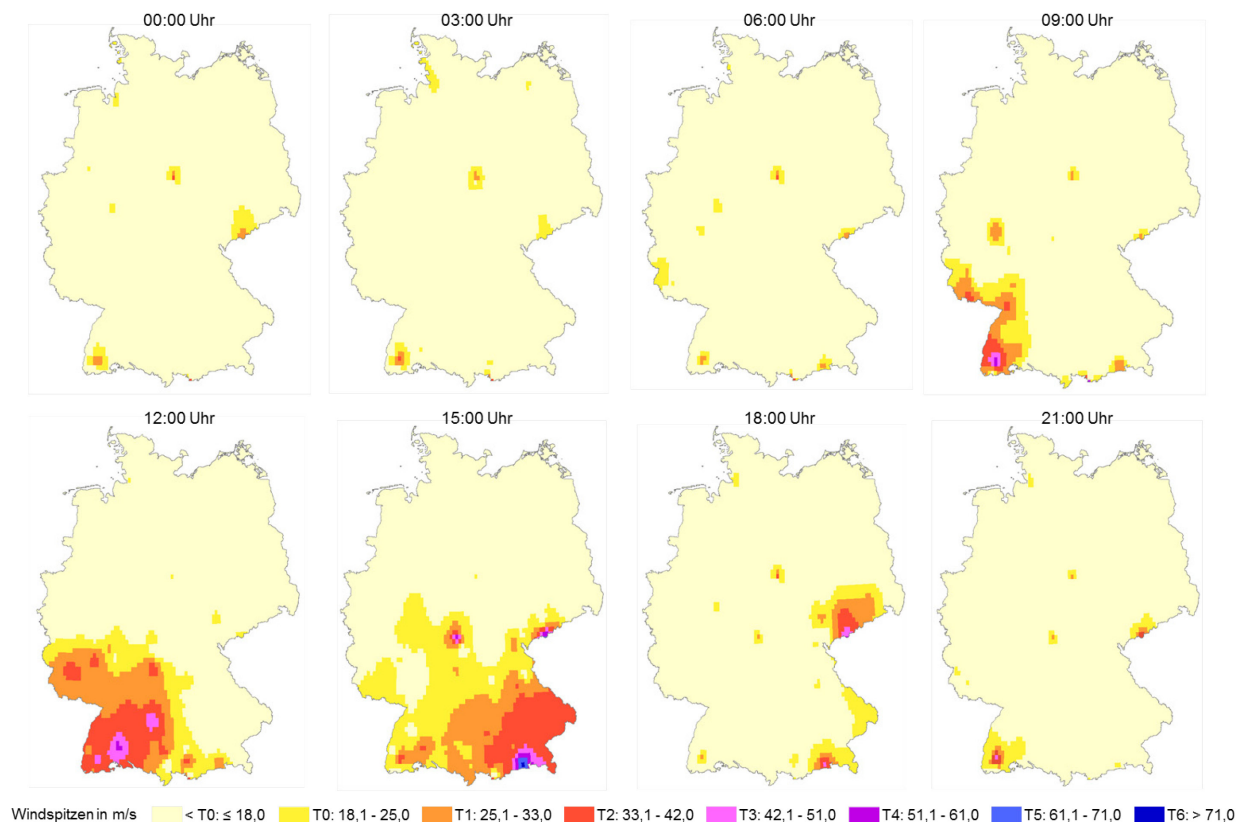 00:00 Uhr 03:00 Uhr 06:00 Uhr 09:00 Uhr
12:00 Uhr 15:00 Uhr 18:00 Uhr 21:00 Uhr
Windspitzen in m/s < T0: ≤ 18,0 T0: 18,1 - 25,0 T1: 25,1 - 33,0 T2: 33,1 - 42,0 T3: 42,1 - 51,0 T4: 51,1 - 61,0 T5: 61,1 - 71,0 T6: > 71,0